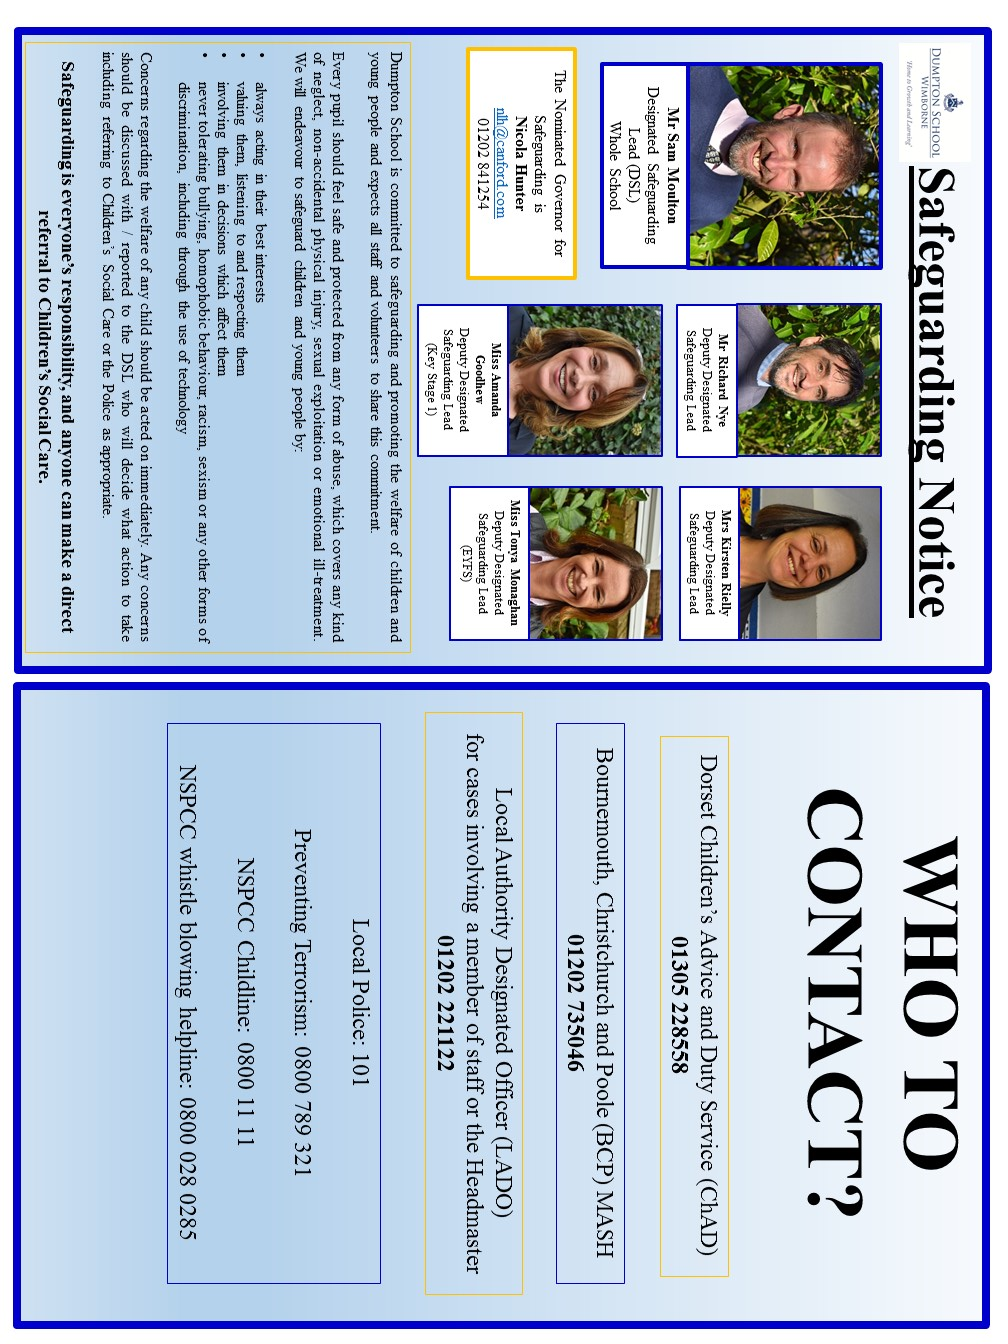 DUMPTON SCHOOL
WIMBORNE
"Home to Growth and Learning"
Safeguarding Notice
Mr Sam Moulton
Designated Safeguarding
Lead (DSL)
Whole School
Mr Richard Nye
Deputy Designated
Safeguarding Lead
Mrs Kirsten Rielly
Deputy Designated
Safeguarding Lead
The Nominated Governor for
Safeguarding is
Nicola Hunter
nlh@canford.com
01202 841254
Miss Amanda
Goodhew
Deputy Designated
Safeguarding Lead
(Key Stage 1)
Miss Tonya Monaghan
Deputy Designated
Safeguarding Lead
(EYFS)
Dumpton School is committed to safeguarding and promoting the welfare of children and
young people and expects all staff and volunteers to share this commitment.
Every pupil should feel safe and protected from any form of abuse, which covers any kind
of neglect, non-accidental physical injury, sexual exploitation or emotional ill-treatment.
We will endeavour to safeguard children and young people by:
• always acting in their best interests
• valuing them, listening to and respecting them
• involving them in decisions which affect them
• never tolerating bullying, homophobic behaviour, racism, sexism or any other forms of
discrimination, including through the use of technology
Concerns regarding the welfare of any child should be acted on immediately. Any concerns
should be discussed with / reported to the DSL who will decide what action to take
including referring to Children's Social Care or the Police as appropriate.
Safeguarding is everyone's responsibility, and anyone can make a direct
referral to Children's Social Care.
WHO TO
CONTACT?
Dorset Children's Advice and Duty Service (ChAD)
01305 228558
Bournemouth, Christchurch and Poole (BCP) MASH
01202 735046
Local Authority Designated Officer (LADO)
for cases involving a member of staff or the Headmaster
01202 221122
Local Police: 101
Preventing Terrorism: 0800 789 321
NSPCC Childline: 0800 11 11
NSPCC whistle blowing helpline: 0800 028 0285